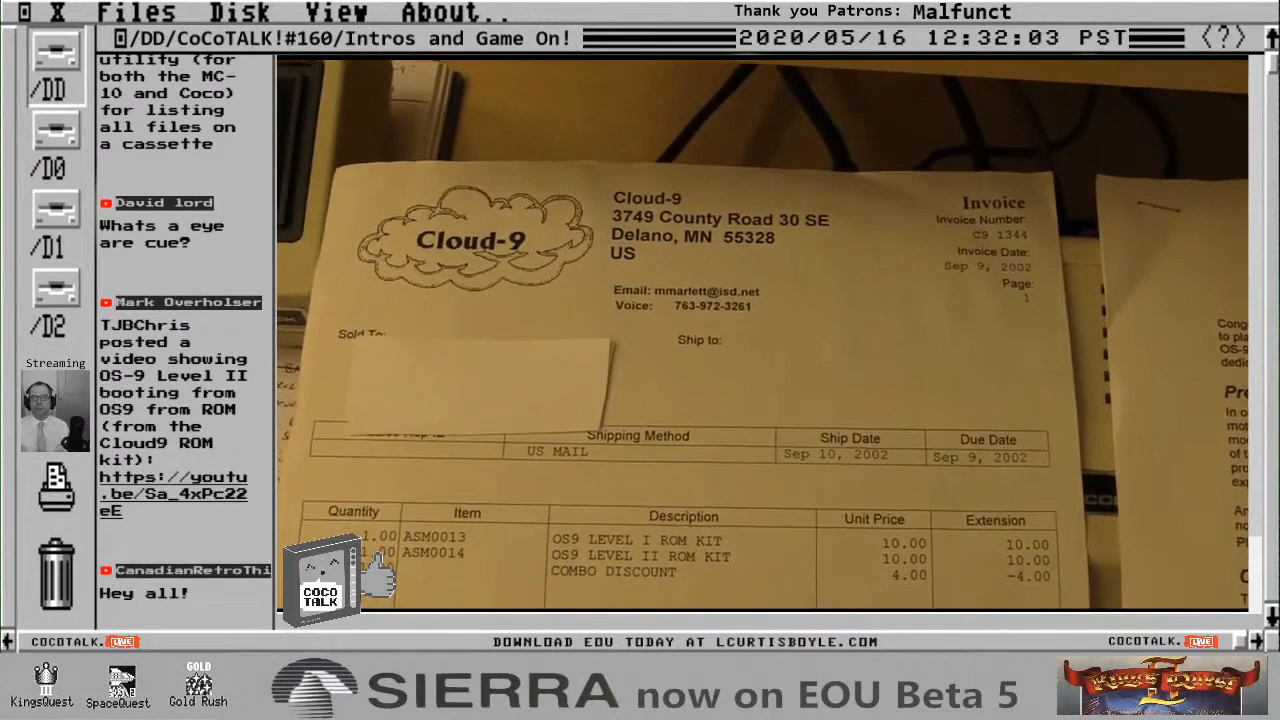 Files Disk View About..
Thank you Patrons: Malfunct
/DD/CoCoTALK!#160/Intros and Game On!
2020/05/16 12:32:03 PST
/DD
/D0
/D1
/D2
Streaming
utility (for
both the MC-
10 and Coco)
for listing
all files on
a cassette
David lord
Whats a eye
are cue?
Mark Overholser
TJBChris
posted a
video showing
OS-9 Level II
booting from
OS9 from ROM
(from the
Cloud9 ROM
kit):
https://youtu
.be/Sa_4xPc22
eE
CanadianRetroThi
Hey all!
Cloud-9
Cloud-9
3749 County Road 30 SE
Delano, MN 55328
US
Email: mmarlett@isd.net
Voice: 763-972-3261
Invoice
Invoice Number:
C9 1344
Invoice Date:
Sep 9, 2002
Page:
1
Sold To:
Ship to:
Shipping Method Ship Date Due Date
US MAIL Sep 10, 2002 Sep 9, 2002
Quantity Item Description Unit Price Extension
1.00 ASM0013 OS9 LEVEL I ROM KIT 10.00 10.00
ASM0014 OS9 LEVEL II ROM KIT 10.00 10.00
COMBO DISCOUNT 4.00 -4.00
COCO
TALK
COCOTALK.LIVE
DOWNLOAD EOU TODAY AT LCURTISBOYLE.COM
COCOTALK.LIVE
KingsQuest
SpaceQuest
GOLD
RUSH
Gold Rush
SIERRA now on EOU Beta 5
King's Quest II